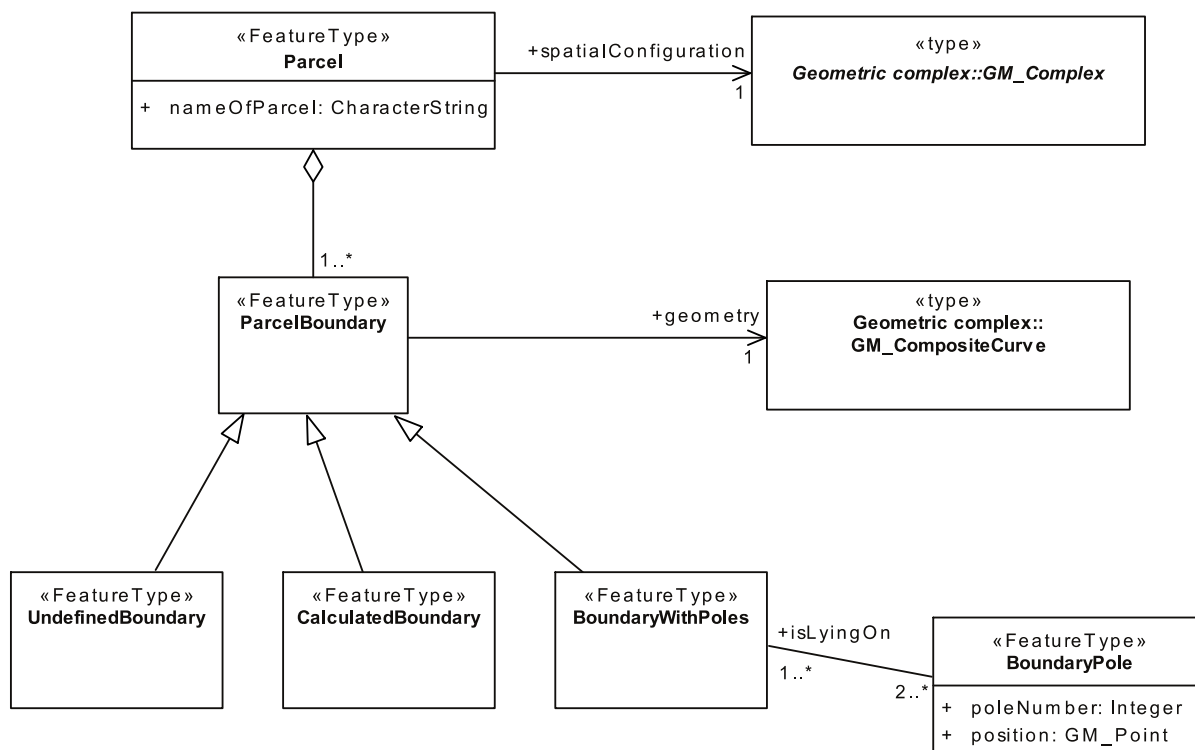 «FeatureType»
Parcel
+ nameOfParcel: CharacterString
+spatialConfiguration
1
«type»
Geometric complex::GM_Complex
1..*
«FeatureType»
ParcelBoundary
+geometry
1
«type»
Geometric complex::
GM_CompositeCurve
«FeatureType»
UndefinedBoundary
«FeatureType»
CalculatedBoundary
«FeatureType»
BoundaryWithPoles
+isLyingOn
1..*
2..*
«FeatureType»
BoundaryPole
+ poleNumber: Integer
+ position: GM_Point